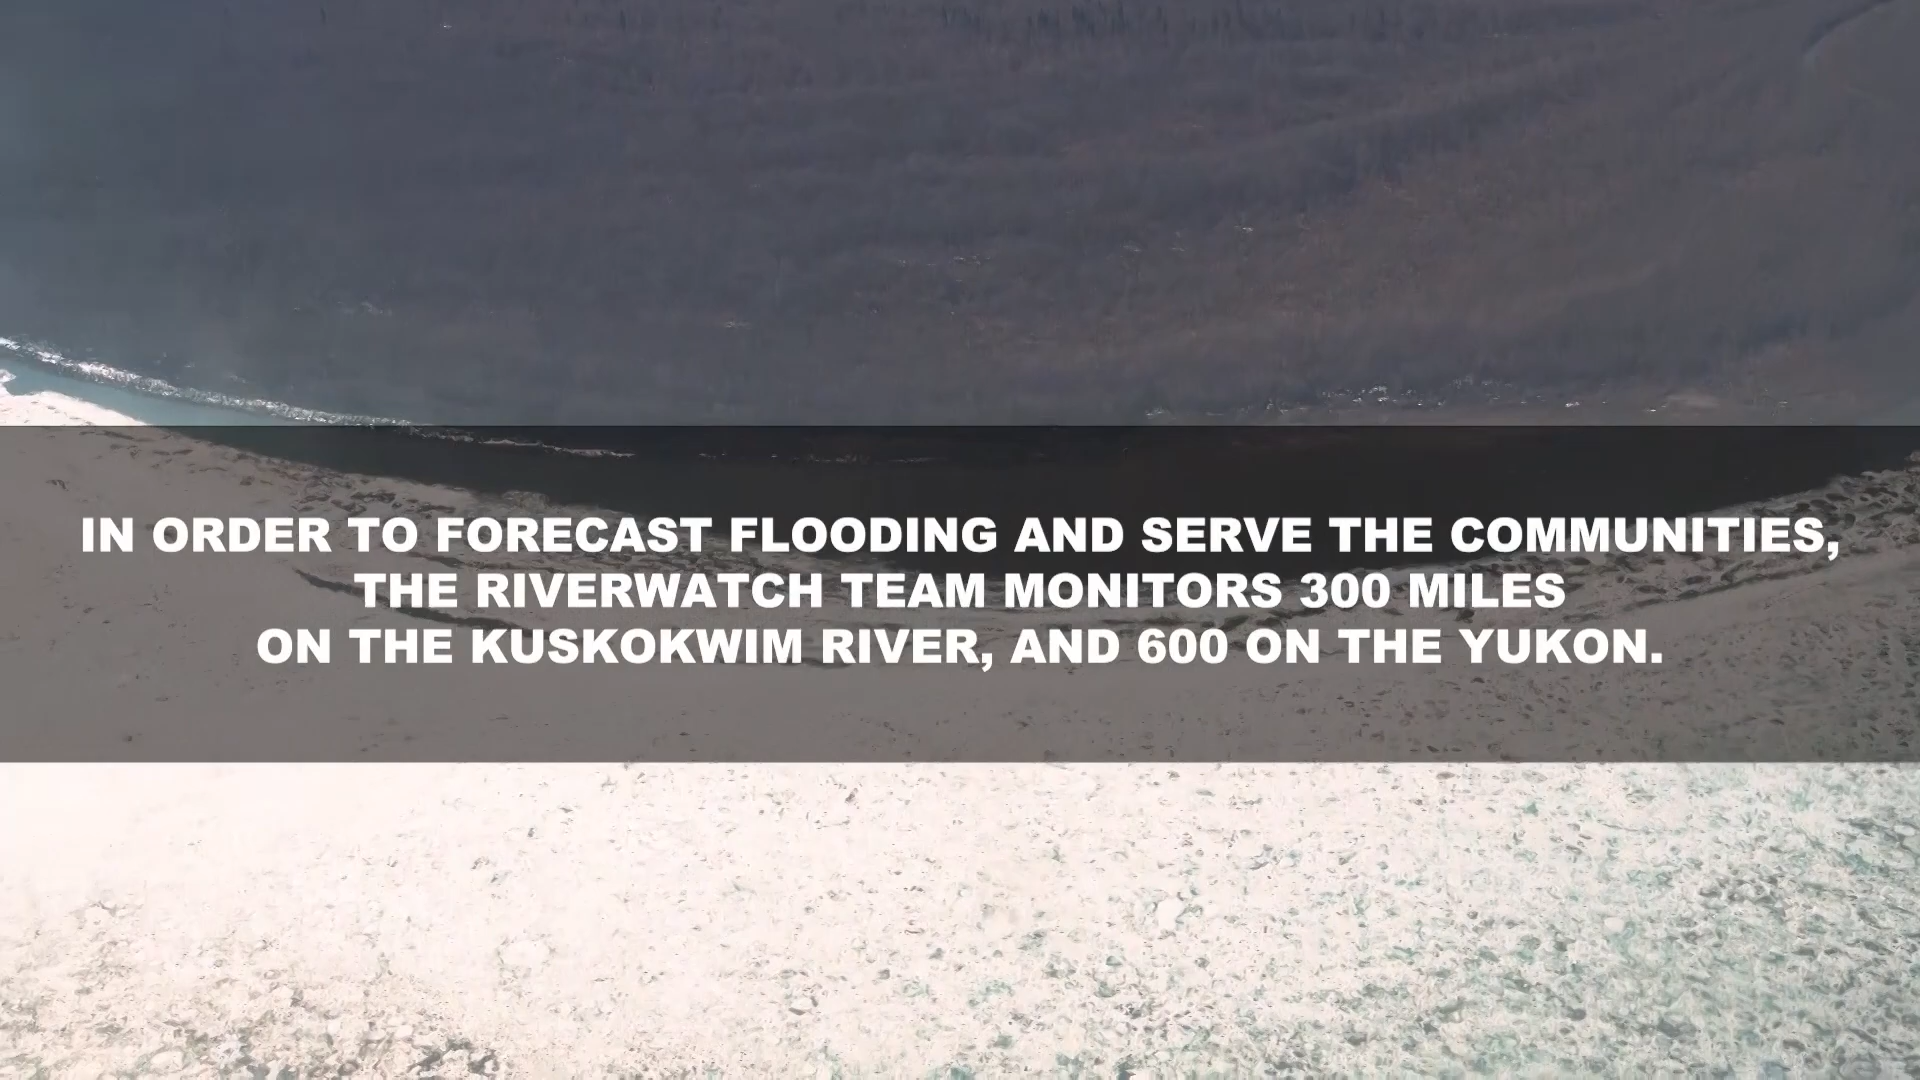 IN ORDER TO FORECAST FLOODING AND SERVE THE COMMUNITIES,
THE RIVERWATCH TEAM MONITORS 300 MILES
ON THE KUSKOKWIM RIVER, AND 600 ON THE YUKON.